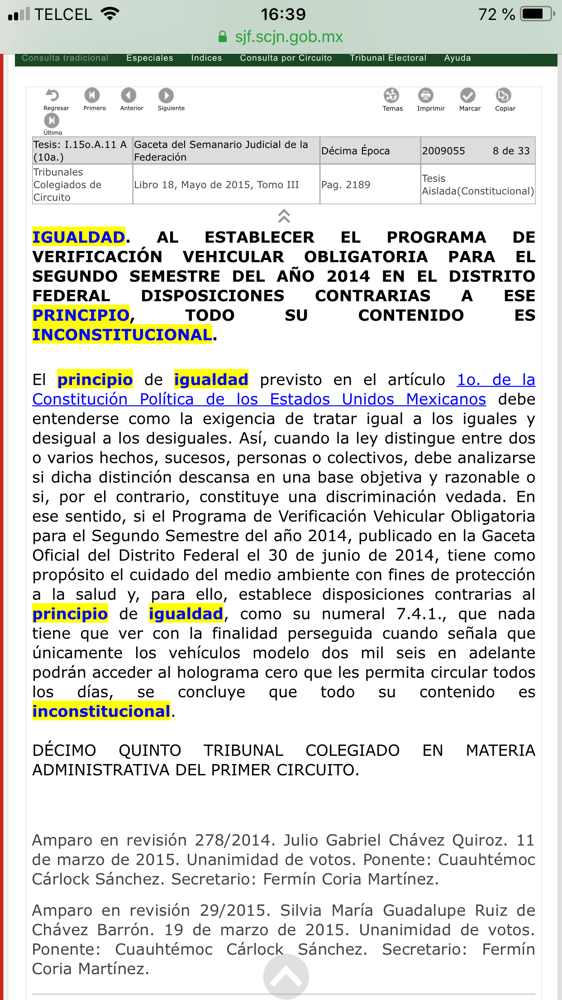 TELCEL 16:39 72 %
sjf.scjn.gob.mx
Consulta tradicional Especiales Indices Consulta por Circuito Tribunal Electoral Ayuda
Regresar Primero Anterior Siguiente Temas Imprimir Marcar Copiar
Último
Tesis: I.15o.A.11 A (10a.) Gaceta del Semanario Judicial de la Federación Décima Época 2009055 8 de 33
Tribunales Colegiados de Circuito Libro 18, Mayo de 2015, Tomo III Pag. 2189 Tesis Aislada(Constitucional)
IGUALDAD. AL ESTABLECER EL PROGRAMA DE
VERIFICACIÓN VEHICULAR OBLIGATORIA PARA EL
SEGUNDO SEMESTRE DEL AÑO 2014 EN EL DISTRITO
FEDERAL DISPOSICIONES CONTRARIAS A ESE
PRINCIPIO, TODO SU CONTENIDO ES
INCONSTITUCIONAL.
El principio de igualdad previsto en el artículo 1o. de la
Constitución Política de los Estados Unidos Mexicanos debe
entenderse como la exigencia de tratar igual a los iguales y
desigual a los desiguales. Así, cuando la ley distingue entre dos
o varios hechos, sucesos, personas o colectivos, debe analizarse
si dicha distinción descansa en una base objetiva y razonable o
si, por el contrario, constituye una discriminación vedada. En
ese sentido, si el Programa de Verificación Vehicular Obligatoria
para el Segundo Semestre del año 2014, publicado en la Gaceta
Oficial del Distrito Federal el 30 de junio de 2014, tiene como
propósito el cuidado del medio ambiente con fines de protección
a la salud y, para ello, establece disposiciones contrarias al
principio de igualdad, como su numeral 7.4.1., que nada
tiene que ver con la finalidad perseguida cuando señala que
únicamente los vehículos modelo dos mil seis en adelante
podrán acceder al holograma cero que les permita circular todos
los días, se concluye que todo su contenido es
inconstitucional.
DÉCIMO QUINTO TRIBUNAL COLEGIADO EN MATERIA
ADMINISTRATIVA DEL PRIMER CIRCUITO.
Amparo en revisión 278/2014. Julio Gabriel Chávez Quiroz. 11
de marzo de 2015. Unanimidad de votos. Ponente: Cuauhtémoc
Cárlock Sánchez. Secretario: Fermín Coria Martínez.
Amparo en revisión 29/2015. Silvia María Guadalupe Ruiz de
Chávez Barrón. 19 de marzo de 2015. Unanimidad de votos.
Ponente: Cuauhtémoc Cárlock Sánchez. Secretario: Fermín
Coria Martínez.